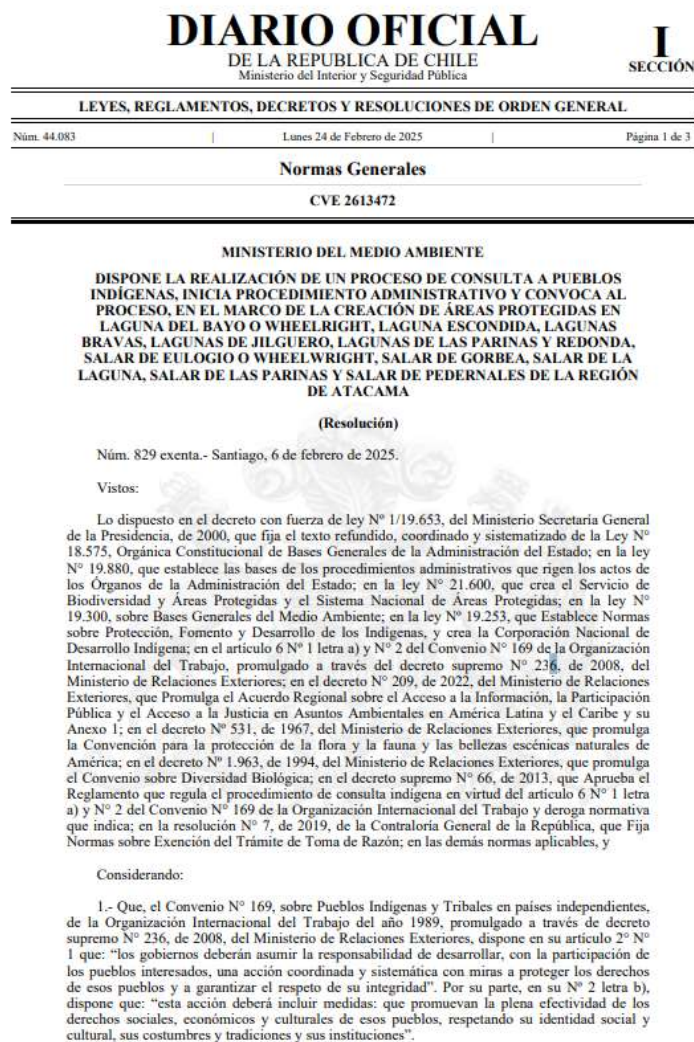 DIARIO OFICIAL
DE LA REPUBLICA DE CHILE
Ministerio del Interior y Seguridad Pública
I
SECCIÓN
LEYES, REGLAMENTOS, DECRETOS Y RESOLUCIONES DE ORDEN GENERAL
Núm. 44.083 | Lunes 24 de Febrero de 2025 | Página 1 de 3
Normas Generales
CVE 2613472
MINISTERIO DEL MEDIO AMBIENTE
DISPONE LA REALIZACIÓN DE UN PROCESO DE CONSULTA A PUEBLOS
INDÍGENAS, INICIA PROCEDIMIENTO ADMINISTRATIVO Y CONVOCA AL
PROCESO, EN EL MARCO DE LA CREACIÓN DE ÁREAS PROTEGIDAS EN
LAGUNA DEL BAYO O WHEELRIGHT, LAGUNA ESCONDIDA, LAGUNAS
BRAVAS, LAGUNAS DE JILGUERO, LAGUNAS DE LAS PARINAS Y REDONDA,
SALAR DE EULOGIO O WHEELWRIGHT, SALAR DE GORBEA, SALAR DE LA
LAGUNA, SALAR DE LAS PARINAS Y SALAR DE PEDERNALES DE LA REGIÓN
DE ATACAMA
(Resolución)
Núm. 829 exenta.- Santiago, 6 de febrero de 2025.
Vistos:
Lo dispuesto en el decreto con fuerza de ley Nº 1/19.653, del Ministerio Secretaría General
de la Presidencia, de 2000, que fija el texto refundido, coordinado y sistematizado de la Ley N°
18.575, Orgánica Constitucional de Bases Generales de la Administración del Estado; en la ley
N° 19.880, que establece las bases de los procedimientos administrativos que rigen los actos de
los Órganos de la Administración del Estado; en la ley N° 21.600, que crea el Servicio de
Biodiversidad y Áreas Protegidas y el Sistema Nacional de Áreas Protegidas; en la ley N°
19.300, sobre Bases Generales del Medio Ambiente; en la ley N° 19.253, que Establece Normas
sobre Protección, Fomento y Desarrollo de los Indígenas, y crea la Corporación Nacional de
Desarrollo Indígena; en el artículo 6 N° 1 letra a) y N° 2 del Convenio N° 169 de la Organización
Internacional del Trabajo, promulgado a través del decreto supremo N° 236, de 2008, del
Ministerio de Relaciones Exteriores; en el decreto N° 209, de 2022, del Ministerio de Relaciones
Exteriores, que Promulga el Acuerdo Regional sobre el Acceso a la Información, la Participación
Pública y el Acceso a la Justicia en Asuntos Ambientales en América Latina y el Caribe y su
Anexo 1; en el decreto Nº 531, de 1967, del Ministerio de Relaciones Exteriores, que promulga
la Convención para la protección de la flora y la fauna y las bellezas escénicas naturales de
América; en el decreto Nº 1.963, de 1994, del Ministerio de Relaciones Exteriores, que promulga
el Convenio sobre Diversidad Biológica; en el decreto supremo N° 66, de 2013, que Aprueba el
Reglamento que regula el procedimiento de consulta indígena en virtud del artículo 6 N° 1 letra
a) y N° 2 del Convenio N° 169 de la Organización Internacional del Trabajo y deroga normativa
que indica; en la resolución N° 7, de 2019, de la Contraloría General de la República, que Fija
Normas sobre Exención del Trámite de Toma de Razón; en las demás normas aplicables, y
Considerando:
1.- Que, el Convenio N° 169, sobre Pueblos Indígenas y Tribales en países independientes,
de la Organización Internacional del Trabajo del año 1989, promulgado a través de decreto
supremo N° 236, de 2008, del Ministerio de Relaciones Exteriores, dispone en su artículo 2° N°
1 que: “los gobiernos deberán asumir la responsabilidad de desarrollar, con la participación de
los pueblos interesados, una acción coordinada y sistemática con miras a proteger los derechos
de esos pueblos y a garantizar el respeto de su integridad”. Por su parte, en su Nº 2 letra b),
dispone que: “esta acción deberá incluir medidas: que promuevan la plena efectividad de los
derechos sociales, económicos y culturales de esos pueblos, respetando su identidad social y
cultural, sus costumbres y tradiciones y sus instituciones”.